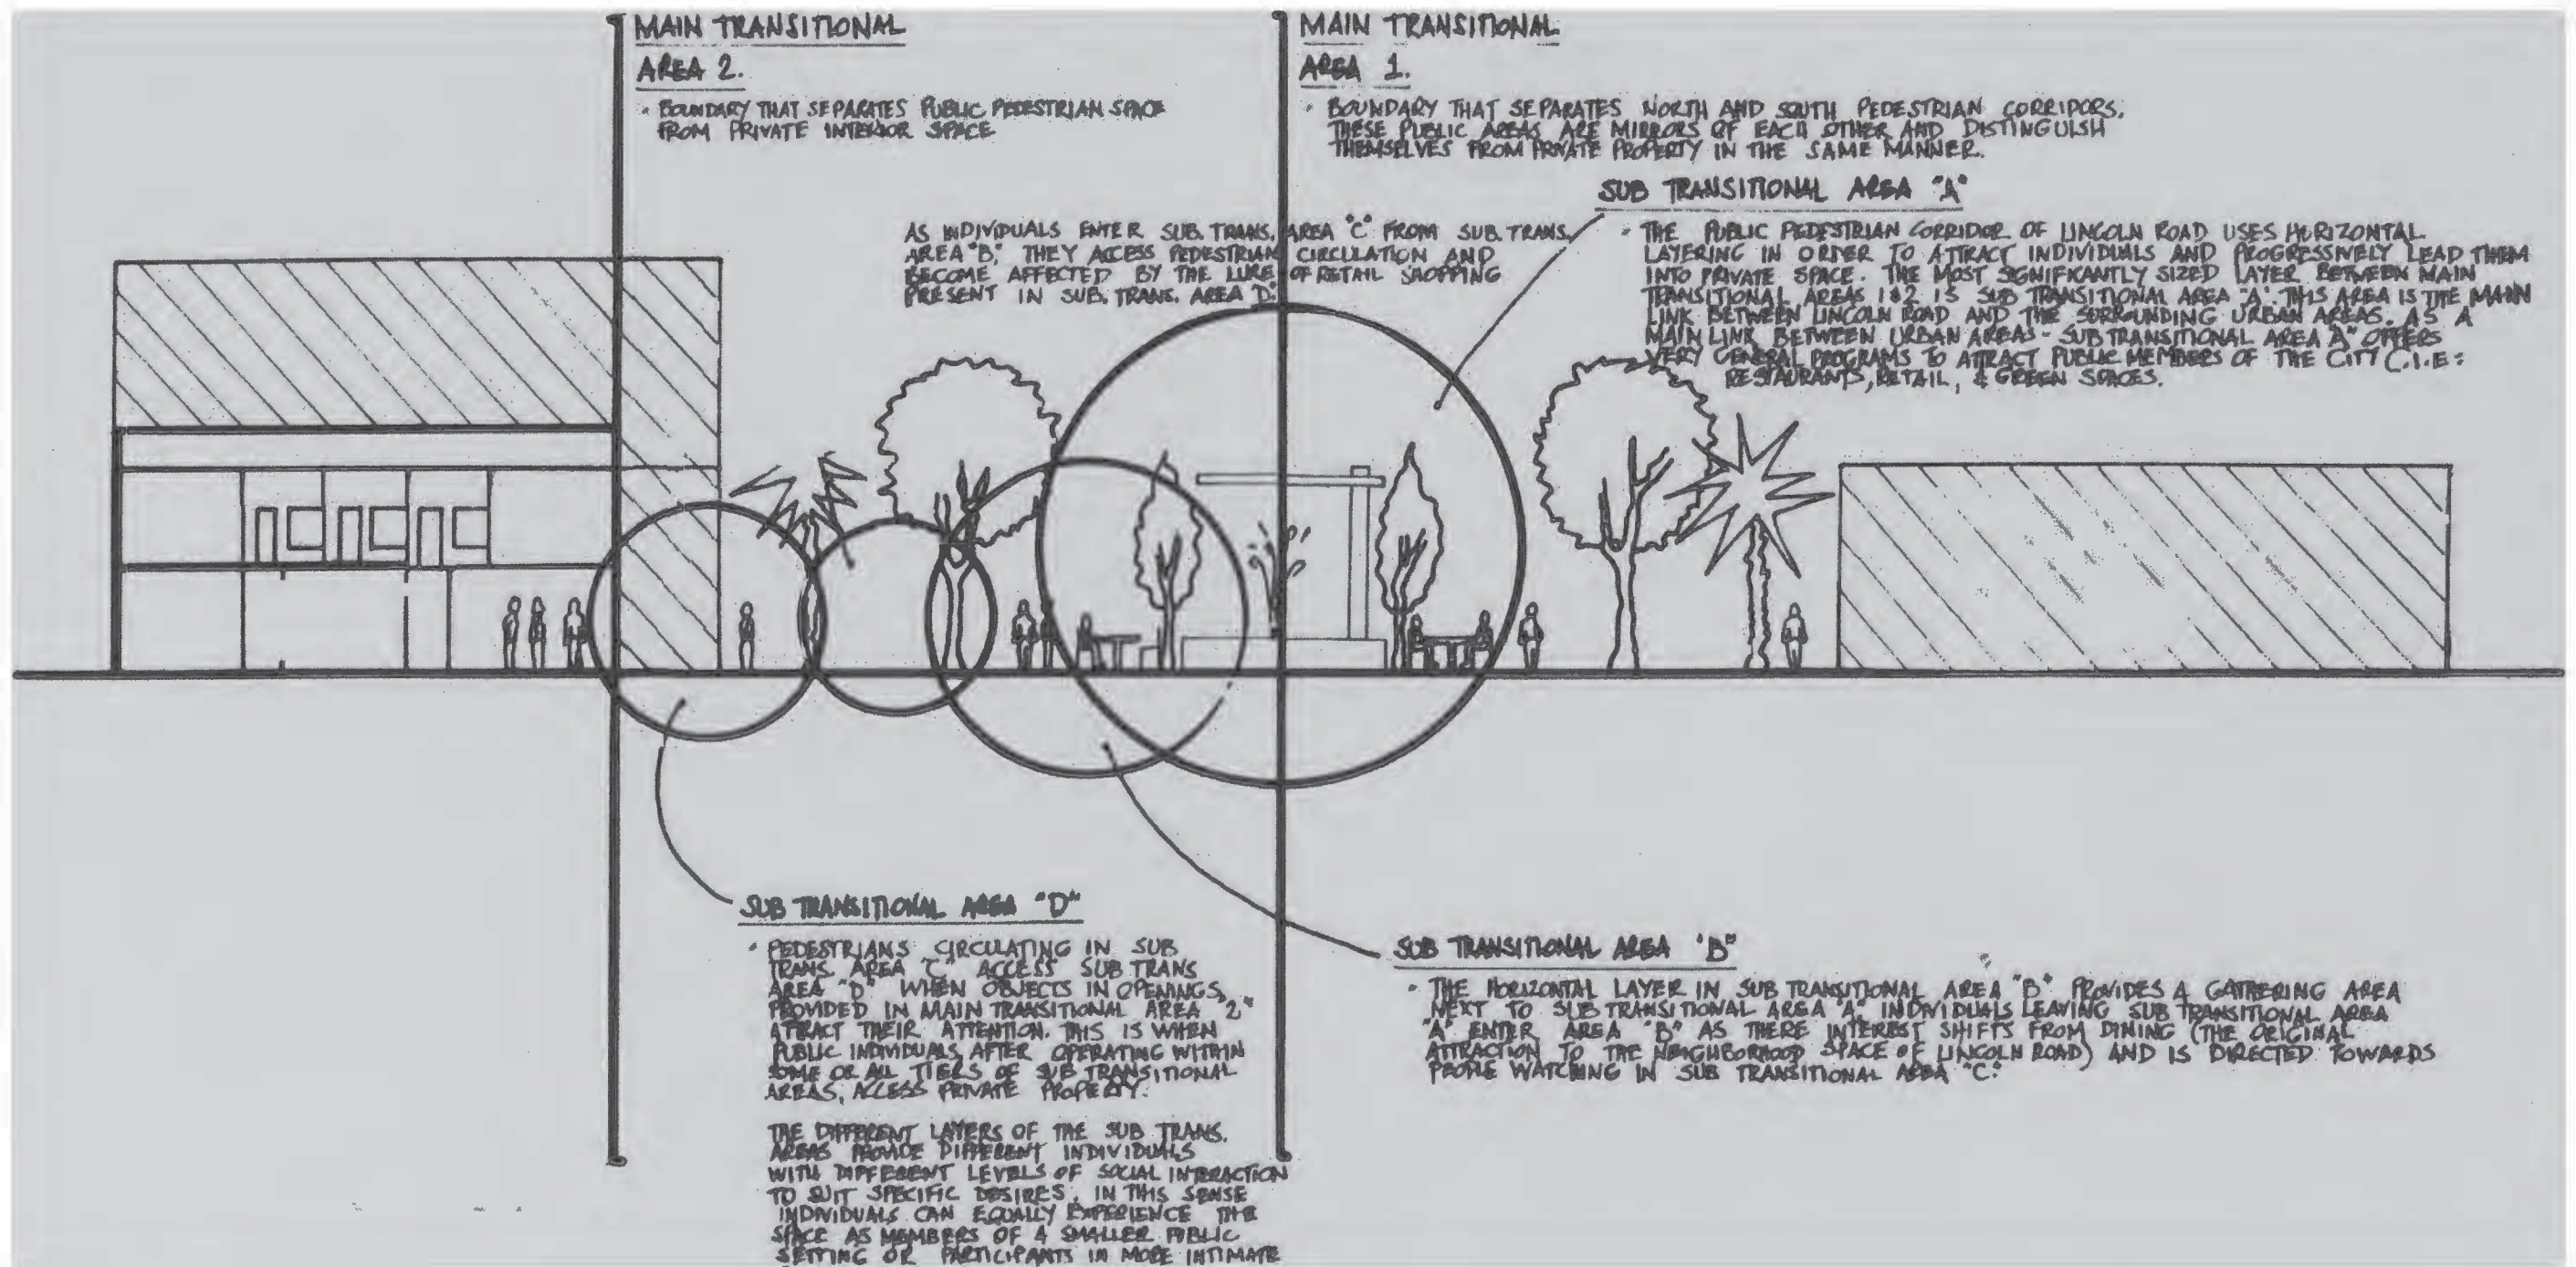 MAIN TRANSITIONAL
AREA 2.
• BOUNDARY THAT SEPARATES PUBLIC PEDESTRIAN SPACE
FROM PRIVATE INTERIOR SPACE
MAIN TRANSITIONAL
AREA 1.
• BOUNDARY THAT SEPARATES NORTH AND SOUTH PEDESTRIAN CORRIDORS.
THESE PUBLIC AREAS ARE MIRRORS OF EACH OTHER AND DISTINGUISH
THEMSELVES FROM PRIVATE PROPERTY IN THE SAME MANNER.
AS INDIVIDUALS ENTER SUB. TRANS. AREA "C" FROM SUB. TRANS.
AREA "B", THEY ACCESS PEDESTRIAN CIRCULATION AND
BECOME AFFECTED BY THE LURE OF RETAIL SHOPPING
PRESENT IN SUB. TRANS. AREA "D".
SUB TRANSITIONAL AREA "A"
• THE PUBLIC PEDESTRIAN CORRIDOR OF LINCOLN ROAD USES HORIZONTAL
LAYERING IN ORDER TO ATTRACT INDIVIDUALS AND PROGRESSIVELY LEAD THEM
INTO PRIVATE SPACE. THE MOST SIGNIFICANTLY SIZED LAYER BETWEEN MAIN
TRANSITIONAL AREAS 1&2 IS SUB TRANSITIONAL AREA "A". THIS AREA IS THE MAIN
LINK BETWEEN LINCOLN ROAD AND THE SURROUNDING URBAN AREAS. AS A
MAIN LINK BETWEEN URBAN AREAS - SUB TRANSITIONAL AREA "A" OFFERS
VERY GENERAL PROGRAMS TO ATTRACT PUBLIC MEMBERS OF THE CITY C.I.E:
RESTAURANTS, RETAIL, & GREEN SPACES.
SUB TRANSITIONAL AREA "D"
• PEDESTRIANS CIRCULATING IN SUB
TRANS. AREA "C" ACCESS SUB TRANS
AREA "D" WHEN OBJECTS IN OPENINGS,
PROVIDED IN MAIN TRANSITIONAL AREA "2"
ATTRACT THEIR ATTENTION. THIS IS WHEN
PUBLIC INDIVIDUALS, AFTER OPERATING WITHIN
SOME OR ALL TIERS OF SUB TRANSITIONAL
AREAS, ACCESS PRIVATE PROPERTY.
THE DIFFERENT LAYERS OF THE SUB TRANS.
AREAS PROVIDE DIFFERENT INDIVIDUALS
WITH DIFFERENT LEVELS OF SOCIAL INTERACTION
TO SUIT SPECIFIC DESIRES. IN THIS SENSE
INDIVIDUALS CAN EQUALLY EXPERIENCE THE
SPACE AS MEMBERS OF A SMALLER PUBLIC
SETTING OR PARTICIPANTS IN MORE INTIMATE
SUB TRANSITIONAL AREA "B"
• THE HORIZONTAL LAYER IN SUB TRANSITIONAL AREA "B" PROVIDES A GATHERING AREA
NEXT TO SUB TRANSITIONAL AREA "A". INDIVIDUALS LEAVING SUB TRANSITIONAL AREA
"A" ENTER AREA "B" AS THERE INTEREST SHIFTS FROM DINING (THE ORIGINAL
ATTRACTION TO THE NEIGHBORHOOD SPACE OF LINCOLN ROAD) AND IS DIRECTED TOWARDS
PEOPLE WATCHING IN SUB TRANSITIONAL AREA "C."